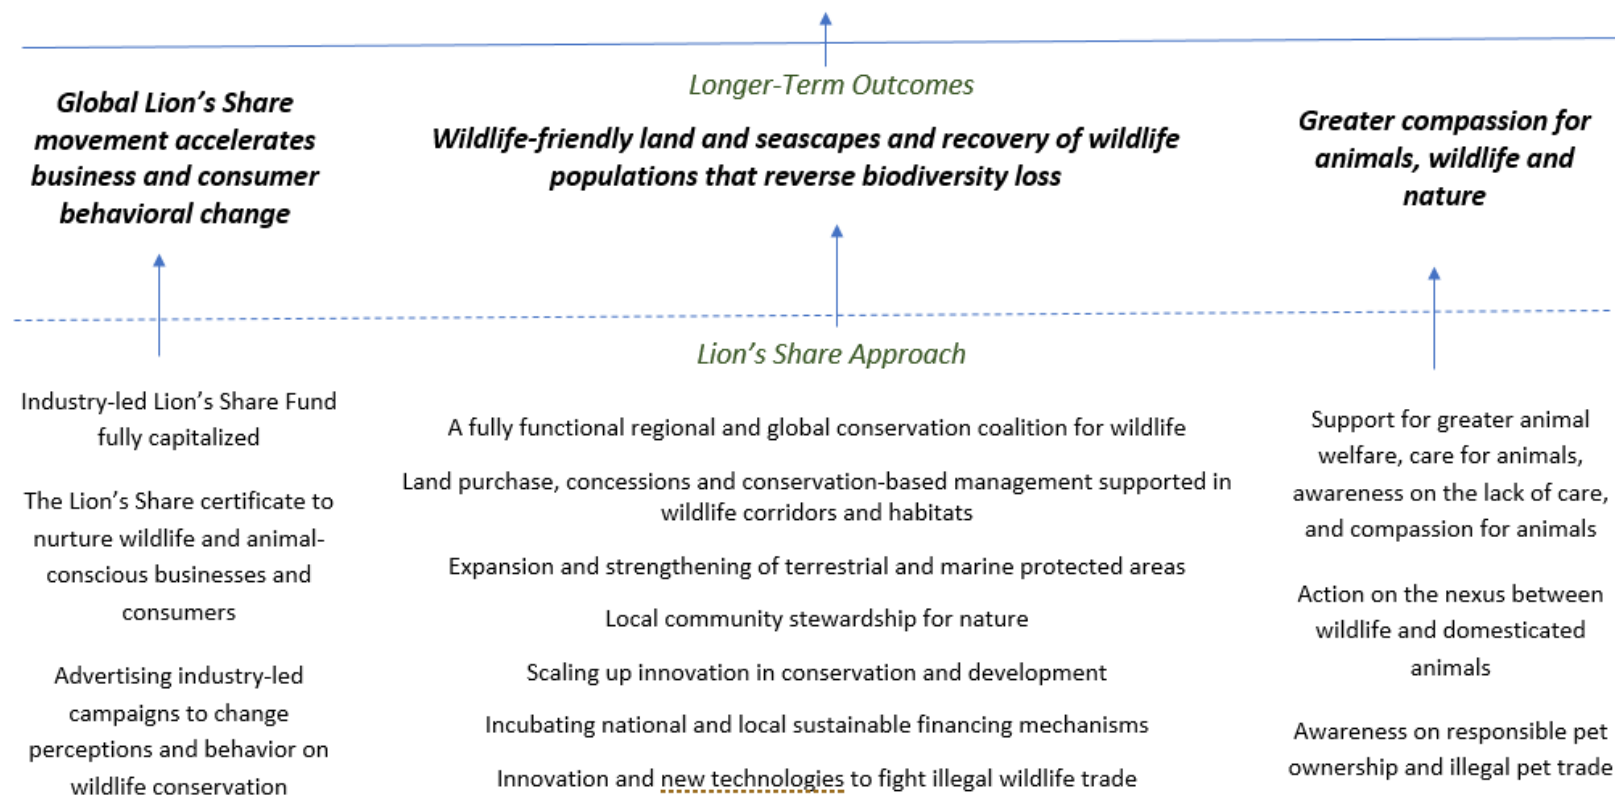 Longer-Term Outcomes
Global Lion’s Share
movement accelerates
business and consumer
behavioral change
Wildlife-friendly land and seascapes and recovery of wildlife
populations that reverse biodiversity loss
Greater compassion for
animals, wildlife and
nature
Lion’s Share Approach
Industry-led Lion’s Share Fund
fully capitalized
The Lion’s Share certificate to
nurture wildlife and animal-
conscious businesses and
consumers
Advertising industry-led
campaigns to change
perceptions and behavior on
wildlife conservation
A fully functional regional and global conservation coalition for wildlife
Land purchase, concessions and conservation-based management supported in
wildlife corridors and habitats
Expansion and strengthening of terrestrial and marine protected areas
Local community stewardship for nature
Scaling up innovation in conservation and development
Incubating national and local sustainable financing mechanisms
Innovation and new technologies to fight illegal wildlife trade
Support for greater animal
welfare, care for animals,
awareness on the lack of care,
and compassion for animals
Action on the nexus between
wildlife and domesticated
animals
Awareness on responsible pet
ownership and illegal pet trade